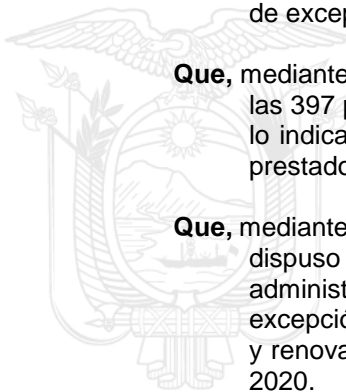 de excep
Que, mediante
las 397 p
lo indica
prestado
Que, mediante
dispuso
administ
excepció
y renova
2020.